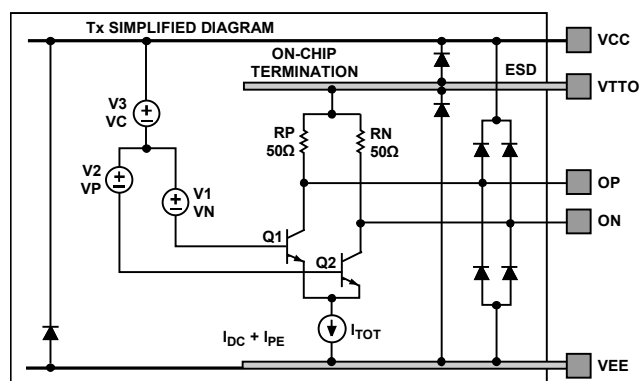 Tx SIMPLIFIED DIAGRAM
VCC
ON-CHIP
TERMINATION
ESD
VTTO
V3
VC
RP
50Ω
RN
50Ω
V2
VP
V1
VN
OP
ON
Q1
Q2
IDC + IPE
ITOT
VEE